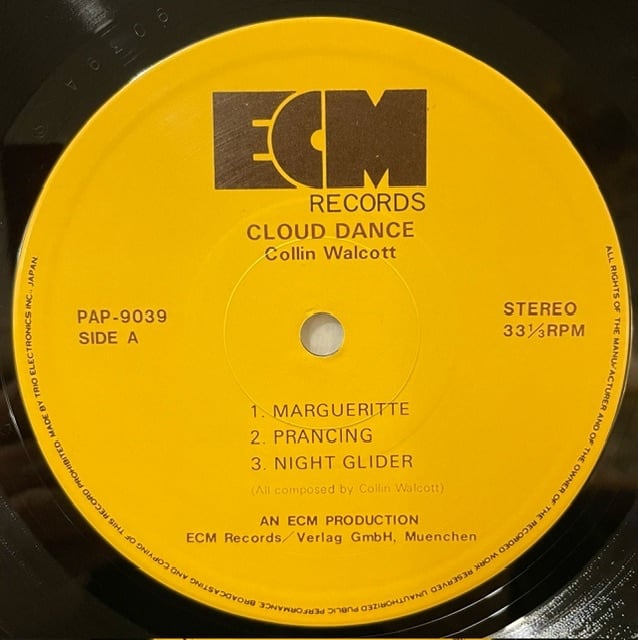 9039A
ECM
RECORDS
CLOUD DANCE
Collin Walcott
PAP-9039
SIDE A
STEREO
33⅓RPM
1. MARGUERITTE
2. PRANCING
3. NIGHT GLIDER
(All composed by Collin Walcott)
AN ECM PRODUCTION
ECM Records/Verlag GmbH, Muenchen
ALL RIGHTS OF THE MANUFACTURER AND OF THE OWNER OF THE RECORDED WORK RESERVED. UNAUTHORIZED PUBLIC PERFORMANCE BROADCASTING AND COPYING OF THIS RECORD PROHIBITED. MADE BY TRIO ELECTRONICS INC., JAPAN.